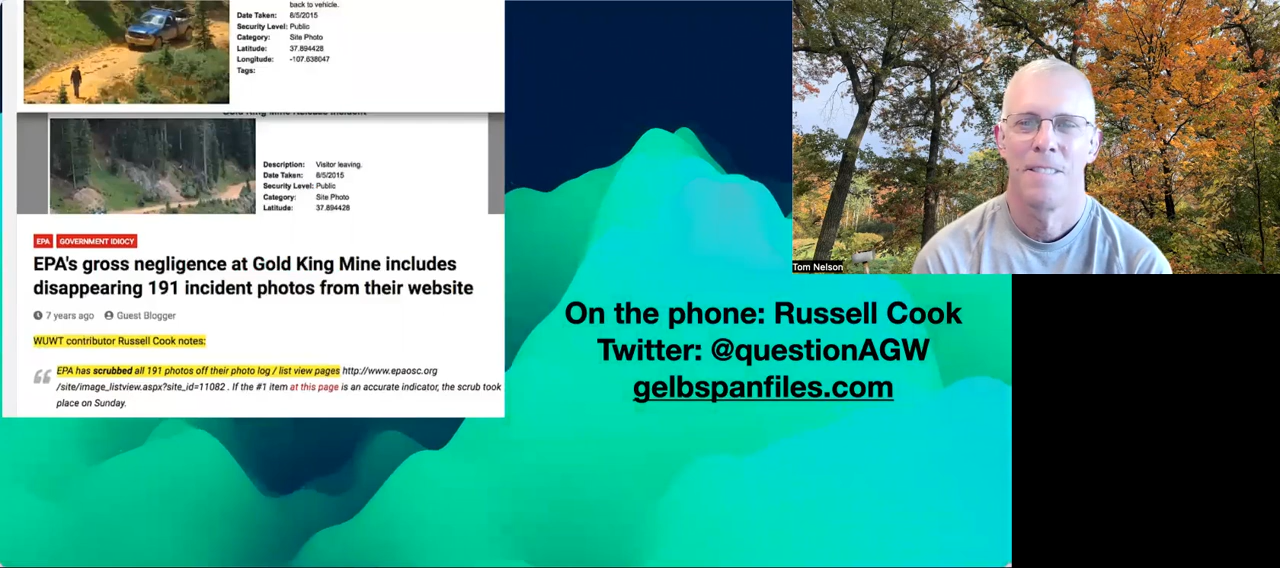 back to vehicle.
Date Taken: 8/5/2015
Security Level: Public
Category: Site Photo
Latitude: 37.894428
Longitude: -107.638047
Tags:
Gold King Mine Release Incident
Description: Visitor leaving.
Date Taken: 8/5/2015
Security Level: Public
Category: Site Photo
Latitude: 37.894428
EPA GOVERNMENT IDIOCY
EPA's gross negligence at Gold King Mine includes
disappearing 191 incident photos from their website
7 years ago Guest Blogger
WUWT contributor Russell Cook notes:
EPA has scrubbed all 191 photos off their photo log / list view pages http://www.epaosc.org
/site/image_listview.aspx?site_id=11082 . If the #1 item at this page is an accurate indicator, the scrub took
place on Sunday.
Tom Nelson
On the phone: Russell Cook
Twitter: @questionAGW
gelbspanfiles.com